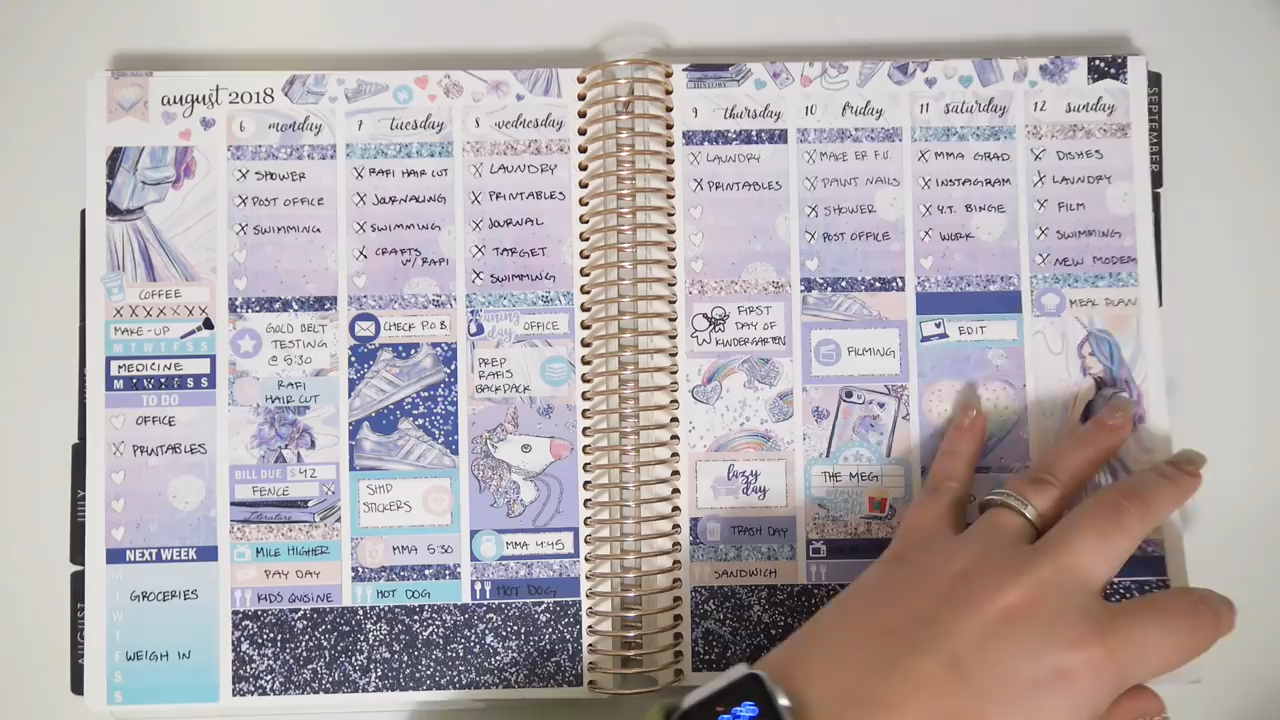 august 2018
COFFEE
X X X X X X X
MAKE-UP
M T W T F S S
MEDICINE
M S S
TO DO
OFFICE
X PRINTABLES
NEXT WEEK
M
T
W
T
F
S
S
GROCERIES
WEIGH IN
6 monday
X SHOWER
X POST OFFICE
X SWIMMING
GOLD BELT
TESTING
@ 5:30
RAFI
HAIR CUT
BILL DUE $42
FENCE X
Literature
MILE HIGHER
PAY DAY
KIDS QUISINE
7 tuesday
X RAFI HAIR CUT
X JOURNALING
X SWIMMING
X CRAFTS
W/ RAFI
CHECK P.O.B.
SHIP
STICKERS
MMA 5:30
HOT DOG
8 wednesday
X LAUNDRY
X PRINTABLES
X JOURNAL
X TARGET
X SWIMMING
day
OFFICE
PREP
RAFIS
BACKPACK
MMA 4:45
HOT DOG
HISTORY
9 thursday
X LAUNDRY
X PRINTABLES
FIRST
DAY OF
KINDERGARTEN
lazy
day
TRASH DAY
SANDWICH
10 friday
X MAKE ER F.U.
X PAINT NAILS
X SHOWER
X POST OFFICE
FILMING
THE MEG
11 saturday
X MMA GRAD.
X INSTAGRAM
X Y.T. BINGE
X WORK
EDIT
12 sunday
X DISHES
X LAUNDRY
X FILM
X SWIMMING
X NEW MODEM
MEAL PLAN
SEPTEMBER
JULY
AUGUST